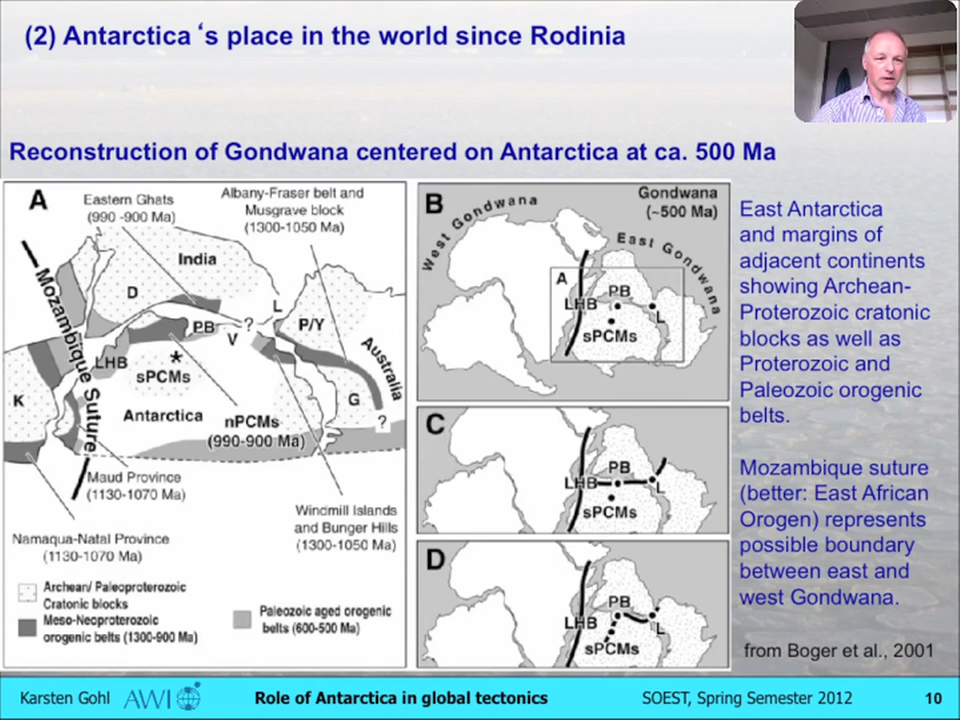 (2) Antarctica‘s place in the world since Rodinia
Reconstruction of Gondwana centered on Antarctica at ca. 500 Ma
A
Eastern Ghats
(990 -900 Ma)
Albany-Fraser belt and
Musgrave block
(1300-1050 Ma)
India
D
L
P/Y
PB
?
V
Mozambique Suture
LHB
*
sPCMs
Australia
K
Antarctica
nPCMs
(990-900 Ma)
G
?
Maud Province
(1130-1070 Ma)
Namaqua-Natal Province
(1130-1070 Ma)
Windmill Islands
and Bunger Hills
(1300-1050 Ma)
Archean/ Paleoproterozoic
Cratonic blocks
Meso-Neoproterozoic
orogenic belts (1300-900 Ma)
Paleozoic aged orogenic
belts (600-500 Ma)
B
Gondwana
(~500 Ma)
West Gondwana
East Gondwana
A
PB
LHB
L
sPCMs
C
PB
LHB
L
sPCMs
D
PB
LHB
L
sPCMs
East Antarctica
and margins of
adjacent continents
showing Archean-
Proterozoic cratonic
blocks as well as
Proterozoic and
Paleozoic orogenic
belts.
Mozambique suture
(better: East African
Orogen) represents
possible boundary
between east and
west Gondwana.
from Boger et al., 2001
Karsten Gohl AWI Role of Antarctica in global tectonics SOEST, Spring Semester 2012 10